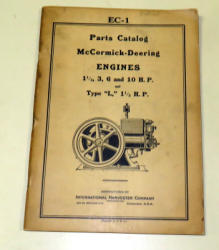 EC-1
Parts Catalog
McCormick-Deering
ENGINES
1½, 3, 6 and 10 H. P.
and
Type "L," 1½ H. P.
INTERNATIONAL HARVESTER COMPANY